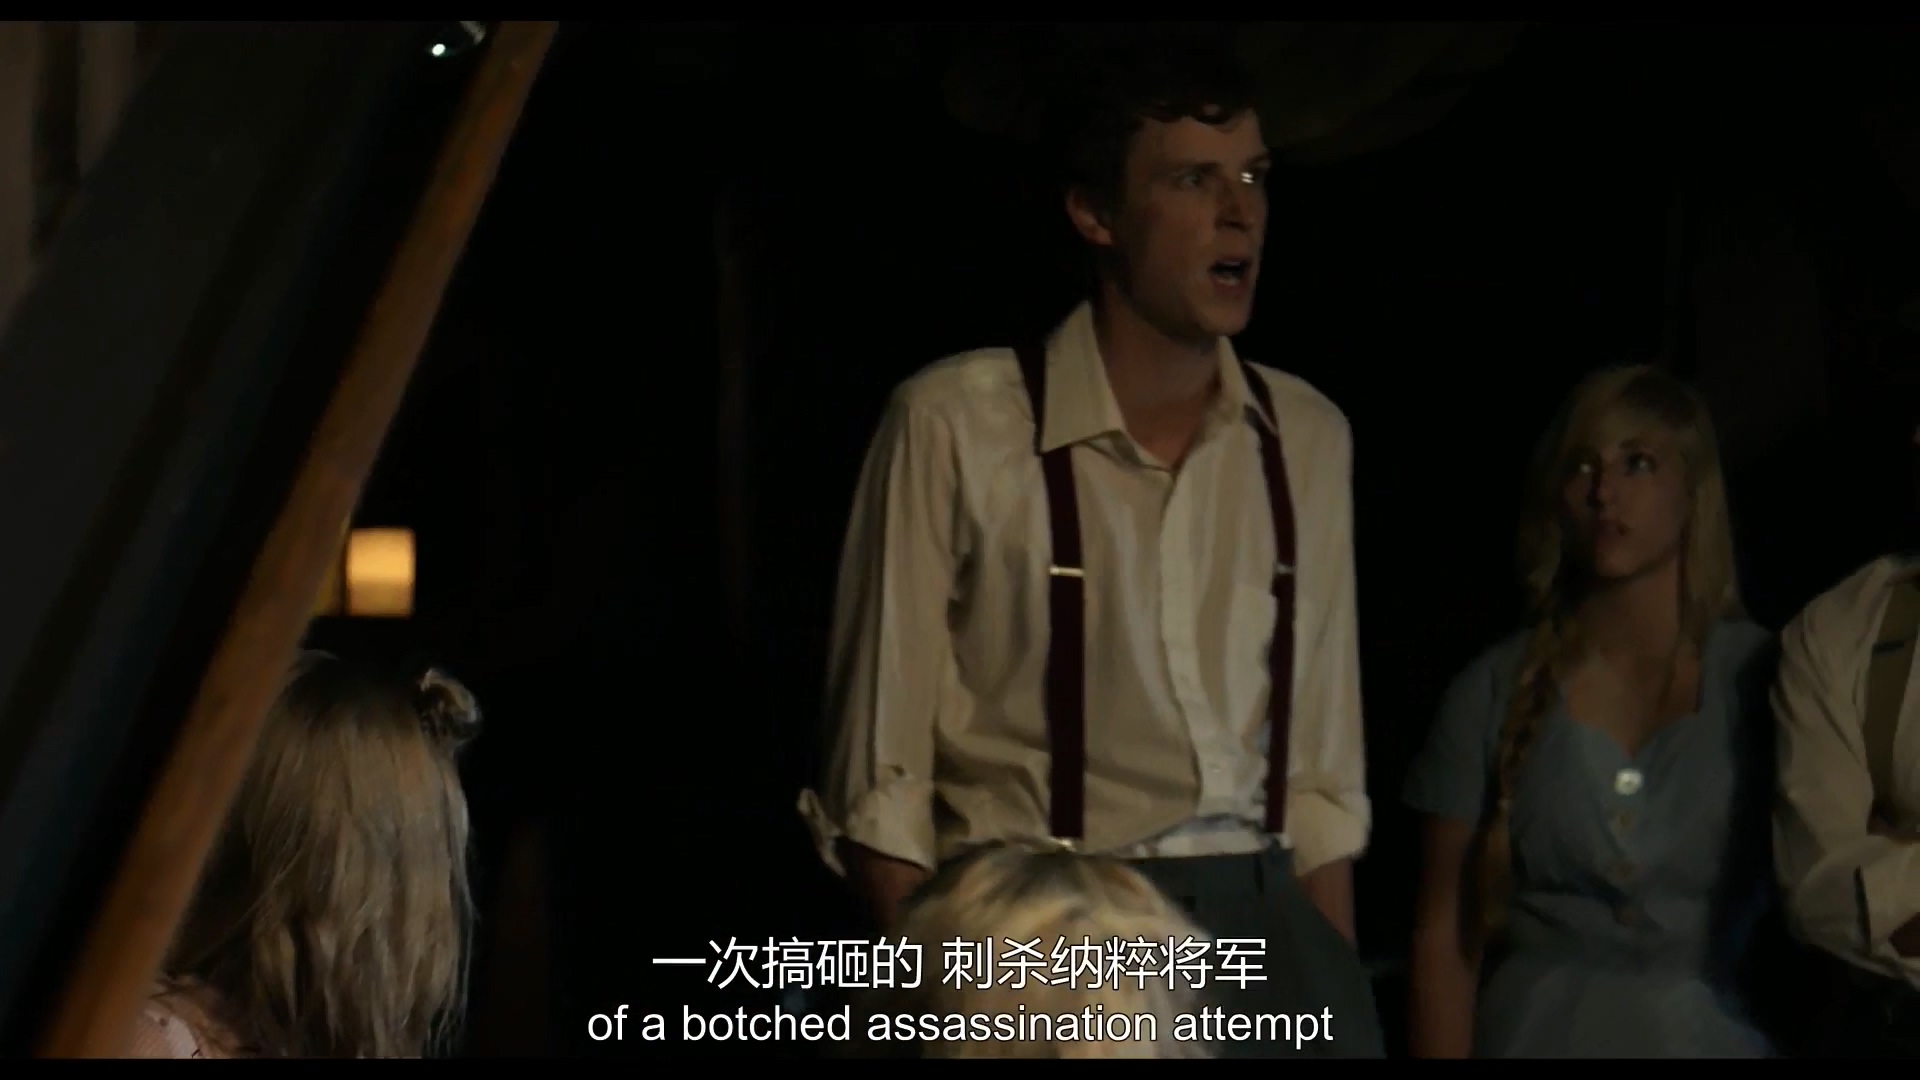 一次搞砸的 刺杀纳粹将军
of a botched assassination attempt